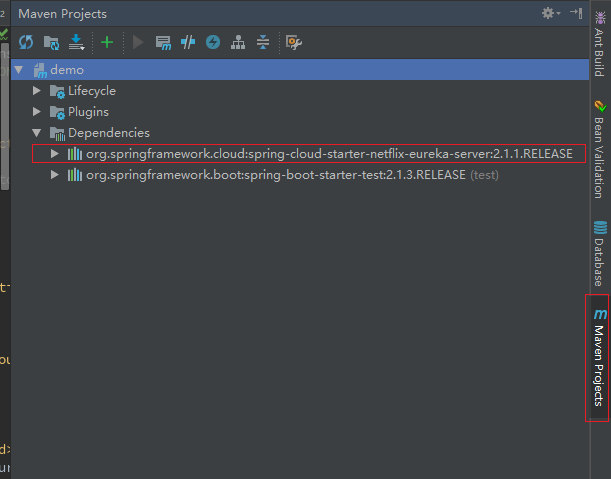 Maven Projects
demo
Lifecycle
Plugins
Dependencies
org.springframework.cloud:spring-cloud-starter-netflix-eureka-server:2.1.1.RELEASE
org.springframework.boot:spring-boot-starter-test:2.1.3.RELEASE (test)
Ant Build
Bean Validation
Database
Maven Projects